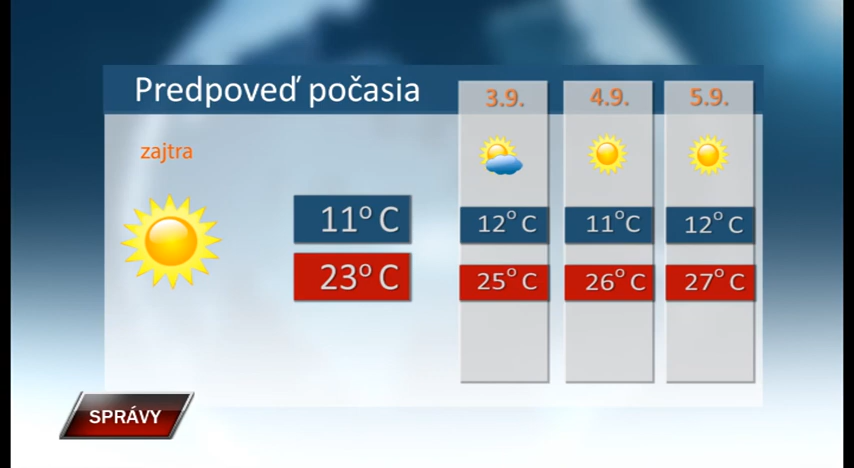 Predpoveď počasia
zajtra
11°C
23°C
3.9.
12°C
25°C
4.9.
11°C
26°C
5.9.
12°C
27°C
SPRÁVY